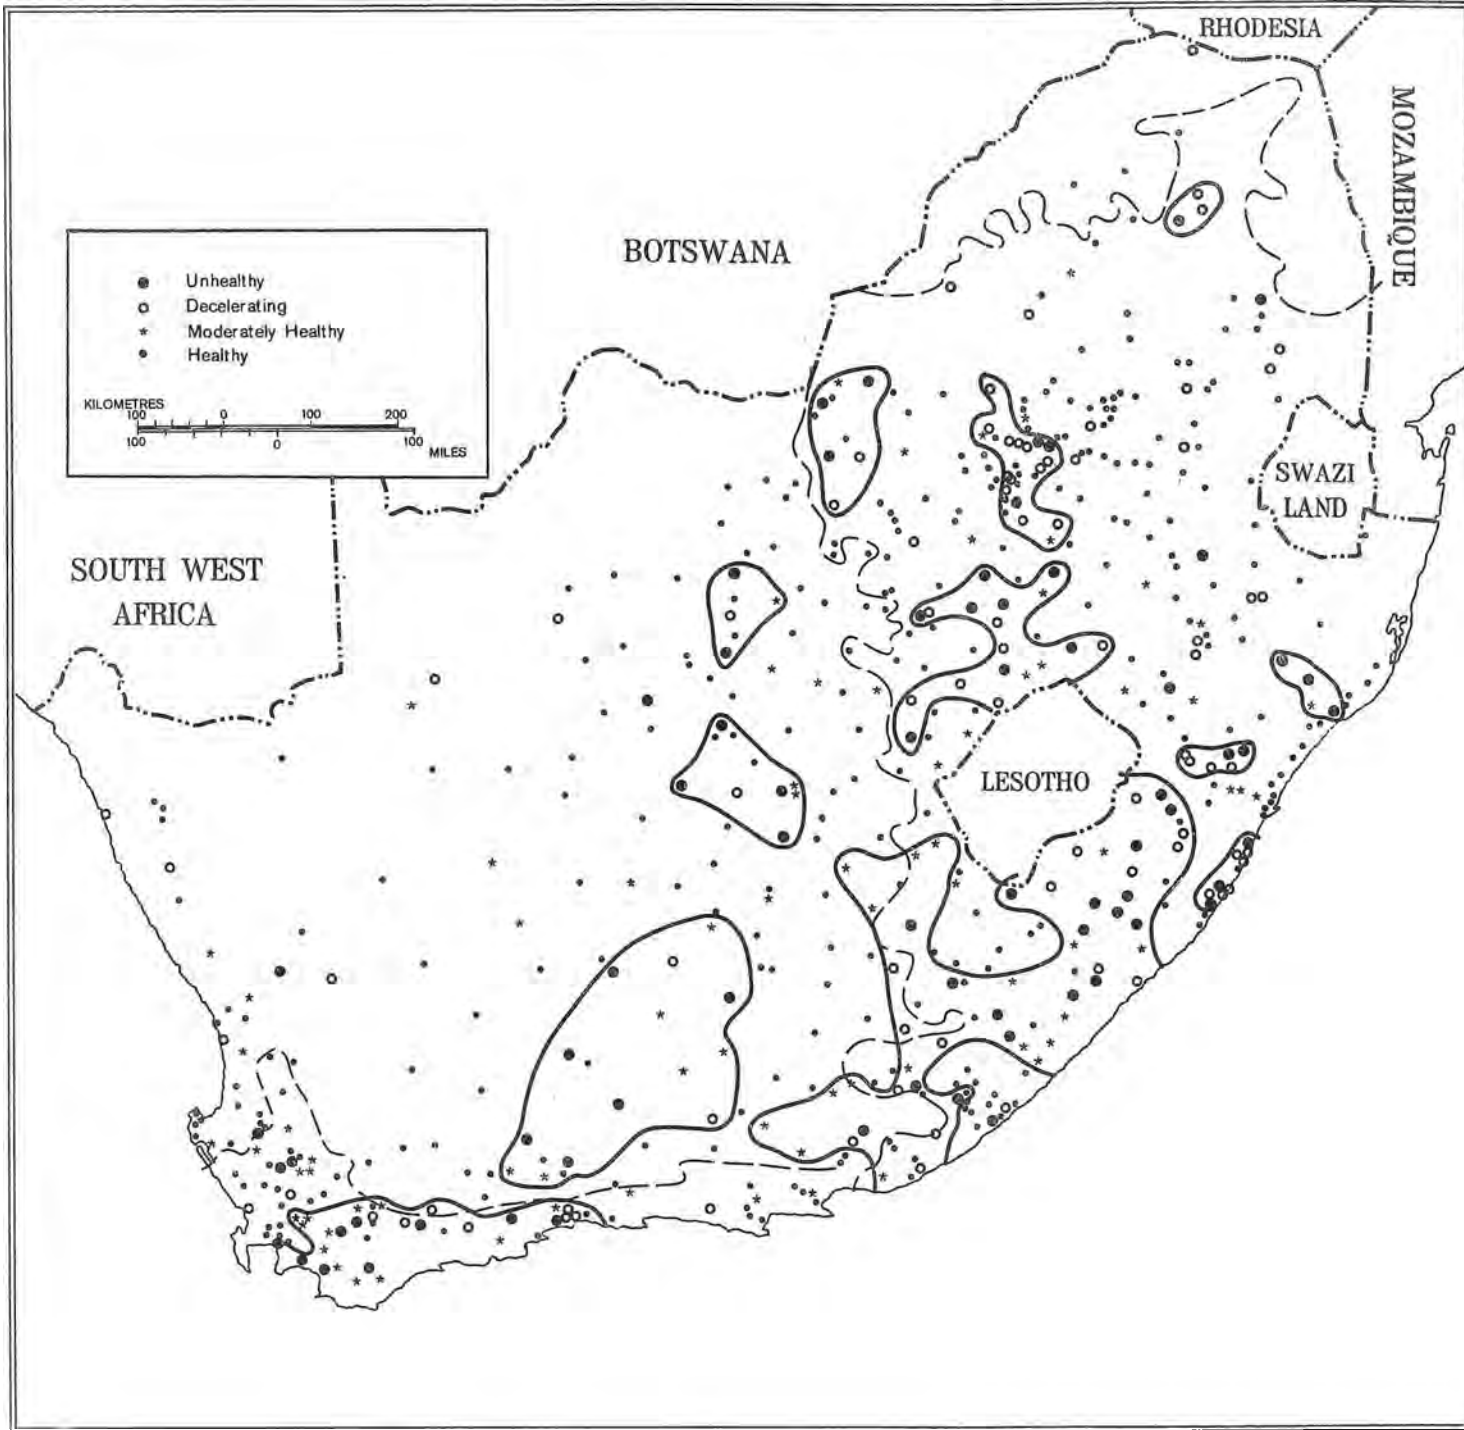 RHODESIA
MOZAMBIQUE
BOTSWANA
Unhealthy
Decelerating
Moderately Healthy
Healthy
KILOMETRES
100 0 100 200
100 0 100
MILES
SWAZI
LAND
SOUTH WEST
AFRICA
LESOTHO